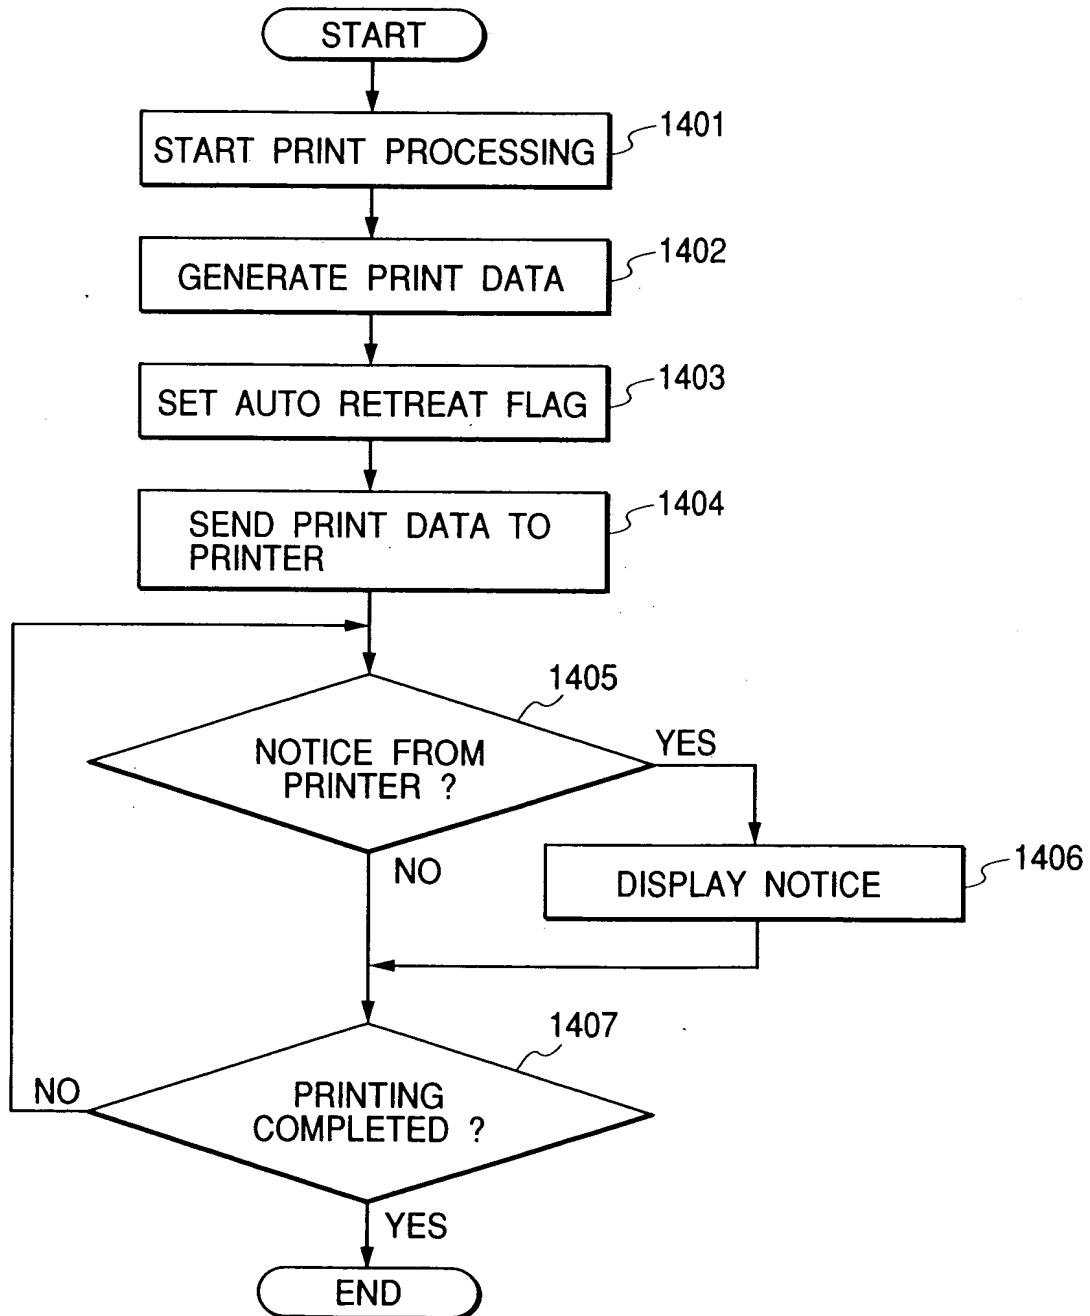 START
START PRINT PROCESSING
1401
GENERATE PRINT DATA
1402
SET AUTO RETREAT FLAG
1403
SEND PRINT DATA TO
PRINTER
1404
NOTICE FROM
PRINTER ?
1405
YES
NO
DISPLAY NOTICE
1406
PRINTING
COMPLETED ?
1407
NO
YES
END